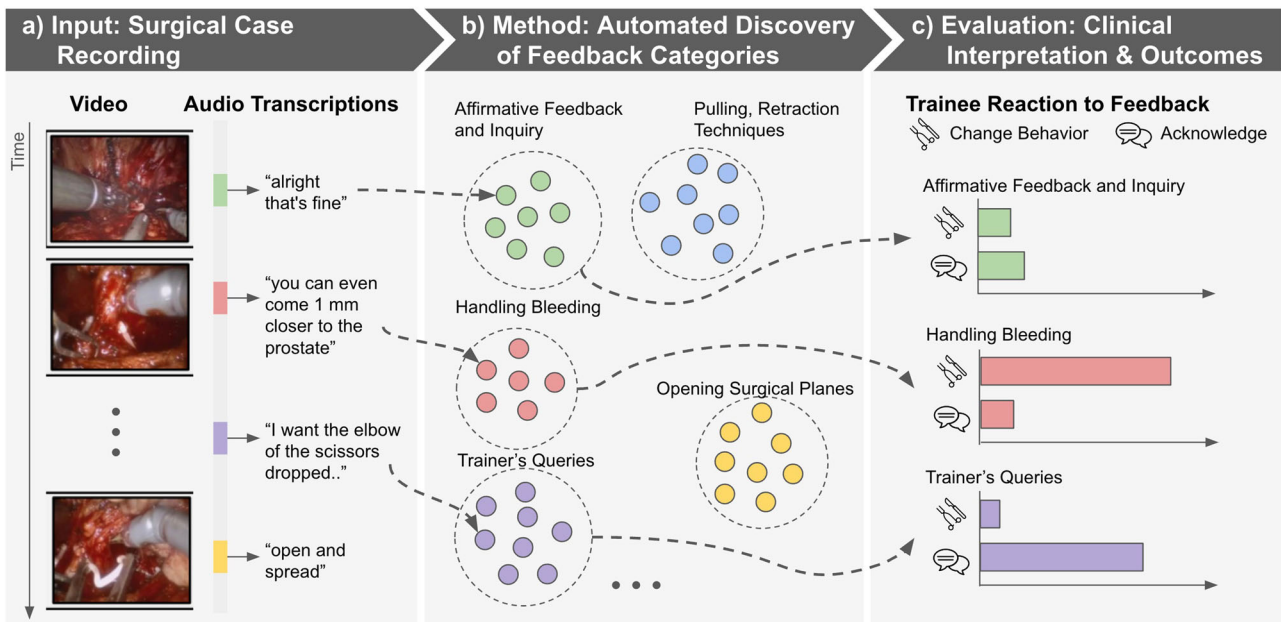 a) Input: Surgical Case
Recording
b) Method: Automated Discovery
of Feedback Categories
c) Evaluation: Clinical
Interpretation & Outcomes
Time
Video
Audio Transcriptions
“alright
that's fine”
“you can even
come 1 mm
closer to the
prostate”
“I want the elbow
of the scissors
dropped..”
“open and
spread”
Affirmative Feedback
and Inquiry
Pulling, Retraction
Techniques
Handling Bleeding
Opening Surgical Planes
Trainer’s Queries
Trainee Reaction to Feedback
Change Behavior
Acknowledge
Affirmative Feedback and Inquiry
Handling Bleeding
Trainer’s Queries